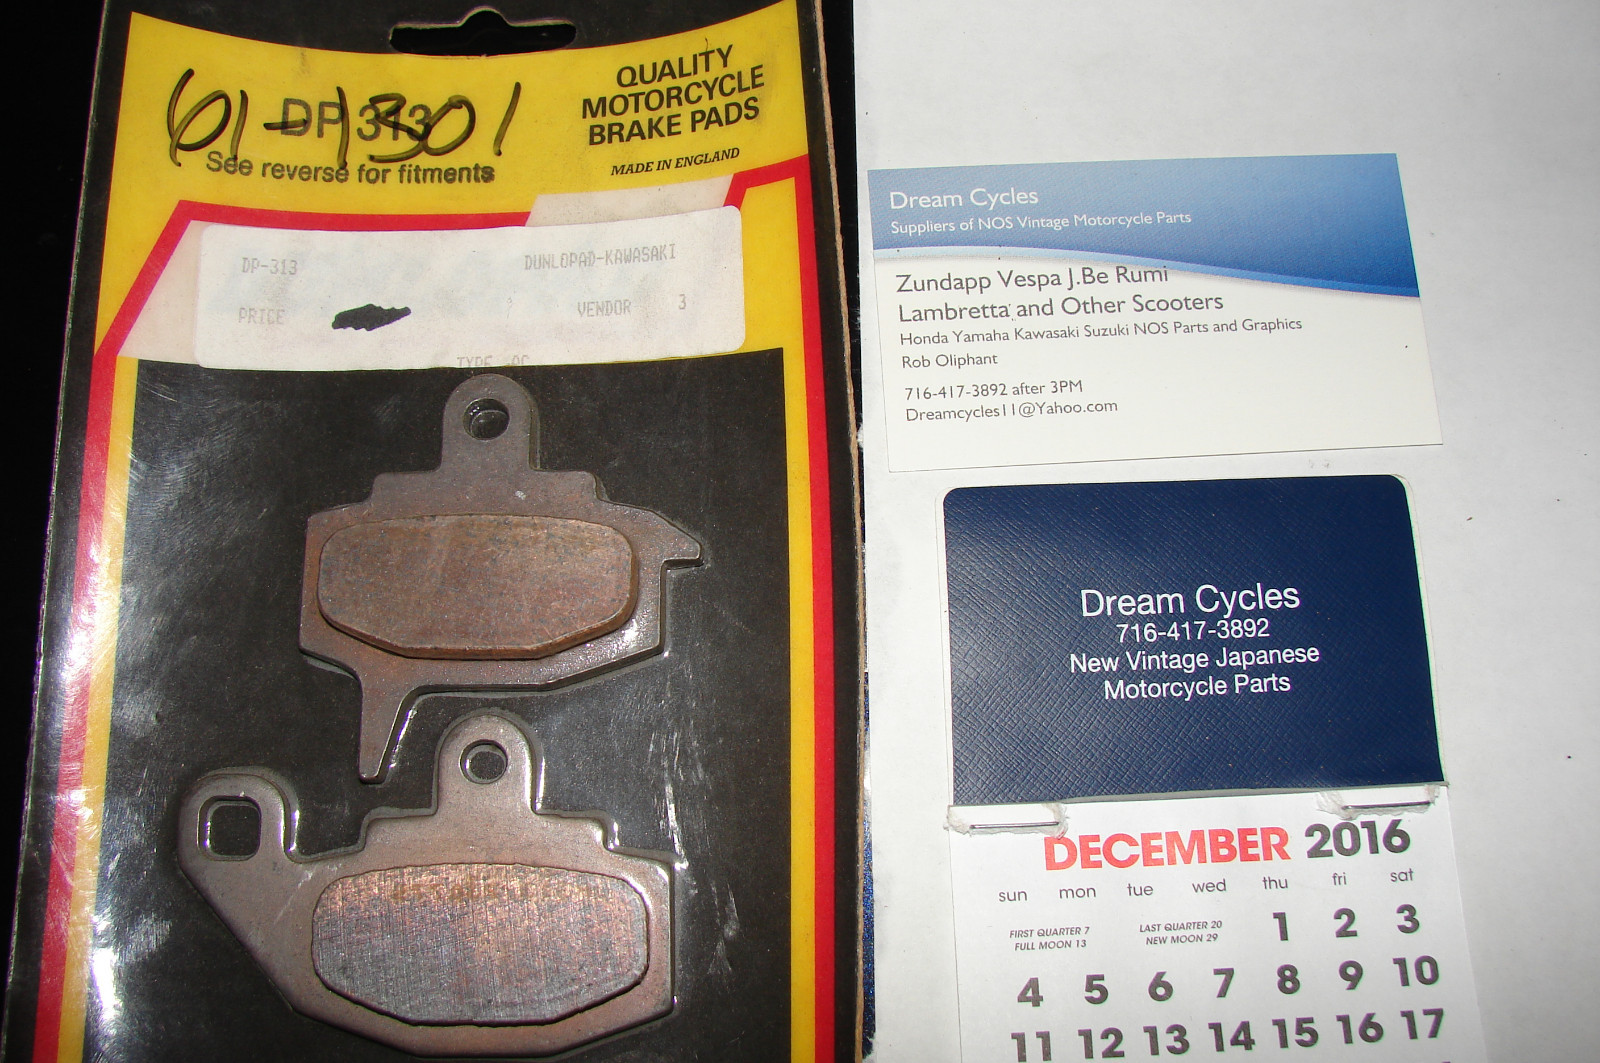 61-1301
DP 313
See reverse for fitments
QUALITY
MOTORCYCLE
BRAKE PADS
MADE IN ENGLAND
DP-313 DUNLOPAD-KAWASAKI
PRICE VENDOR 3
TYPE
Dream Cycles
Suppliers of NOS Vintage Motorcycle Parts
Zundapp Vespa J.Be Rumi
Lambretta and Other Scooters
Honda Yamaha Kawasaki Suzuki NOS Parts and Graphics
Rob Oliphant
716-417-3892 after 3PM
Dreamcycles11@Yahoo.com
Dream Cycles
716-417-3892
New Vintage Japanese
Motorcycle Parts
DECEMBER 2016
sun mon tue wed thu fri sat
FIRST QUARTER 7
FULL MOON 13
LAST QUARTER 20
NEW MOON 29
1 2 3
4 5 6 7 8 9 10
11 12 13 14 15 16 17